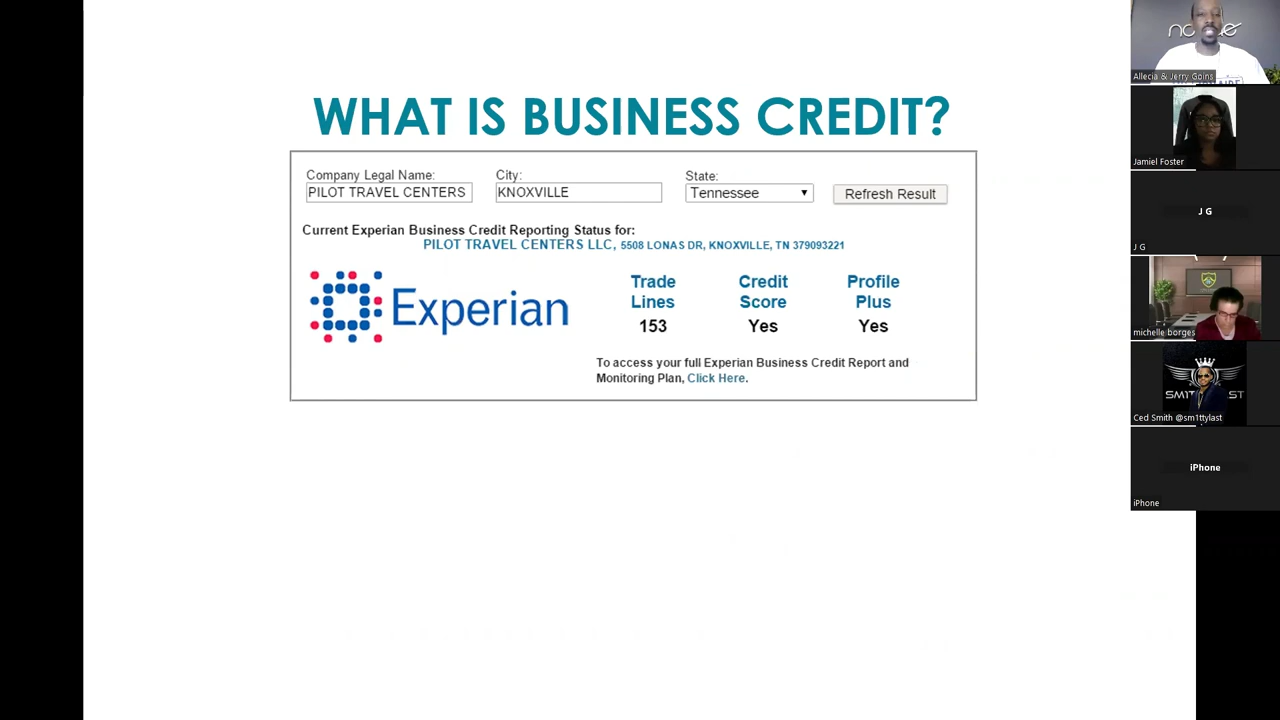 WHAT IS BUSINESS CREDIT?
Company Legal Name:
City:
State:
PILOT TRAVEL CENTERS
KNOXVILLE
Tennessee
Refresh Result
Current Experian Business Credit Reporting Status for:
PILOT TRAVEL CENTERS LLC, 5508 LONAS DR, KNOXVILLE, TN 379093221
Experian
Trade Lines
Credit Score
Profile Plus
153
Yes
Yes
To access your full Experian Business Credit Report and
Monitoring Plan, Click Here.
Allecia & Jerry Goins
Jamiel Foster
J G
J G
michelle borges
Ced Smith @sm1ttylast
iPhone
iPhone